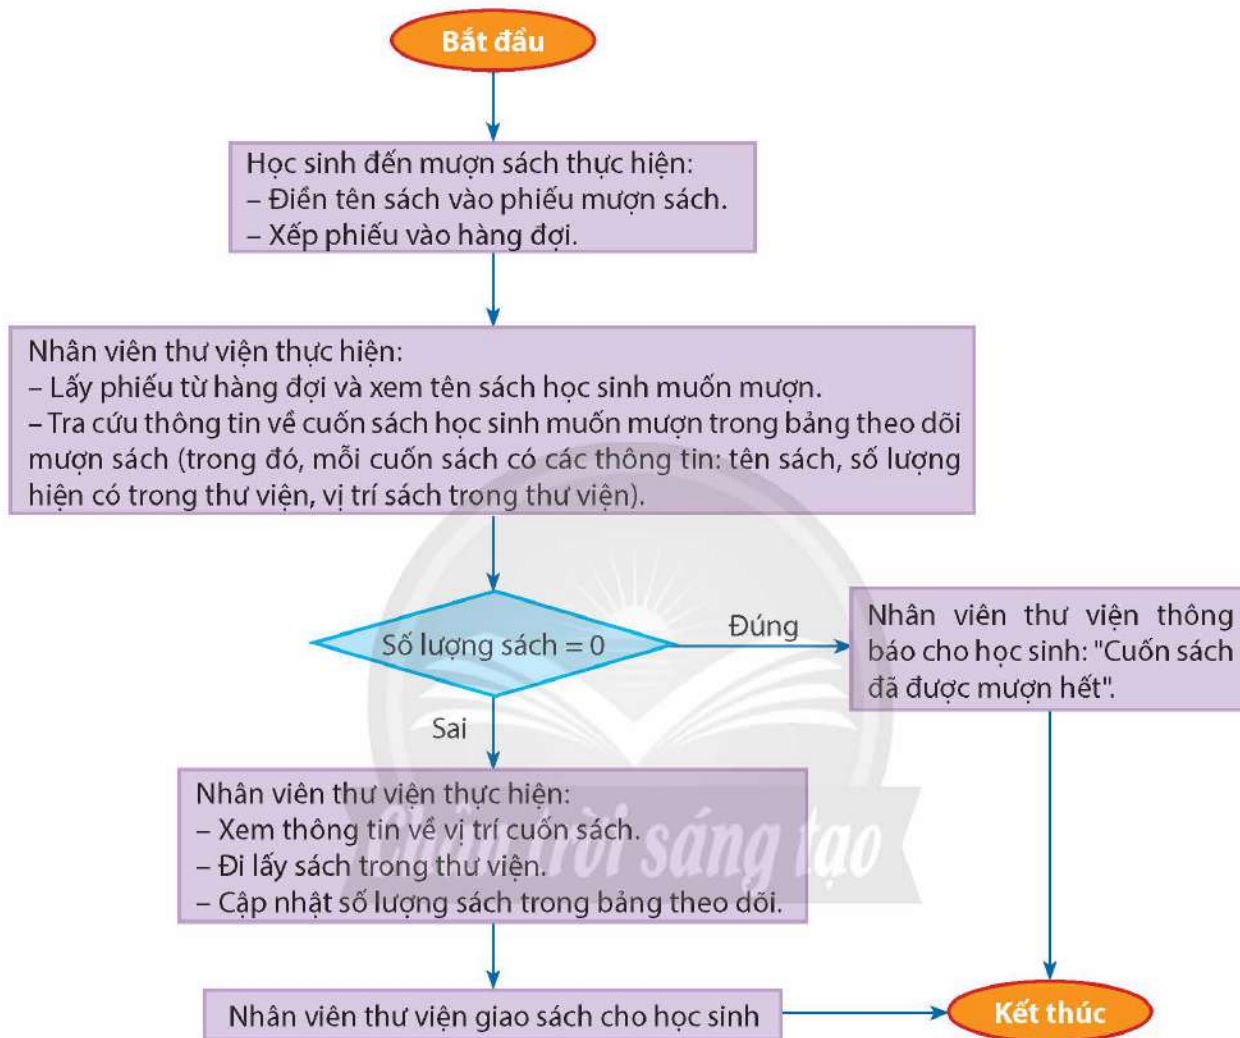 Bắt đầu
Học sinh đến mượn sách thực hiện:
– Điền tên sách vào phiếu mượn sách.
– Xếp phiếu vào hàng đợi.
Nhân viên thư viện thực hiện:
– Lấy phiếu từ hàng đợi và xem tên sách học sinh muốn mượn.
– Tra cứu thông tin về cuốn sách học sinh muốn mượn trong bảng theo dõi
mượn sách (trong đó, mỗi cuốn sách có các thông tin: tên sách, số lượng
hiện có trong thư viện, vị trí sách trong thư viện).
Số lượng sách = 0
Đúng
Nhân viên thư viện thông
báo cho học sinh: "Cuốn sách
đã được mượn hết".
Sai
Nhân viên thư viện thực hiện:
– Xem thông tin về vị trí cuốn sách.
– Đi lấy sách trong thư viện.
– Cập nhật số lượng sách trong bảng theo dõi.
Chân trời sáng tạo
Nhân viên thư viện giao sách cho học sinh
Kết thúc